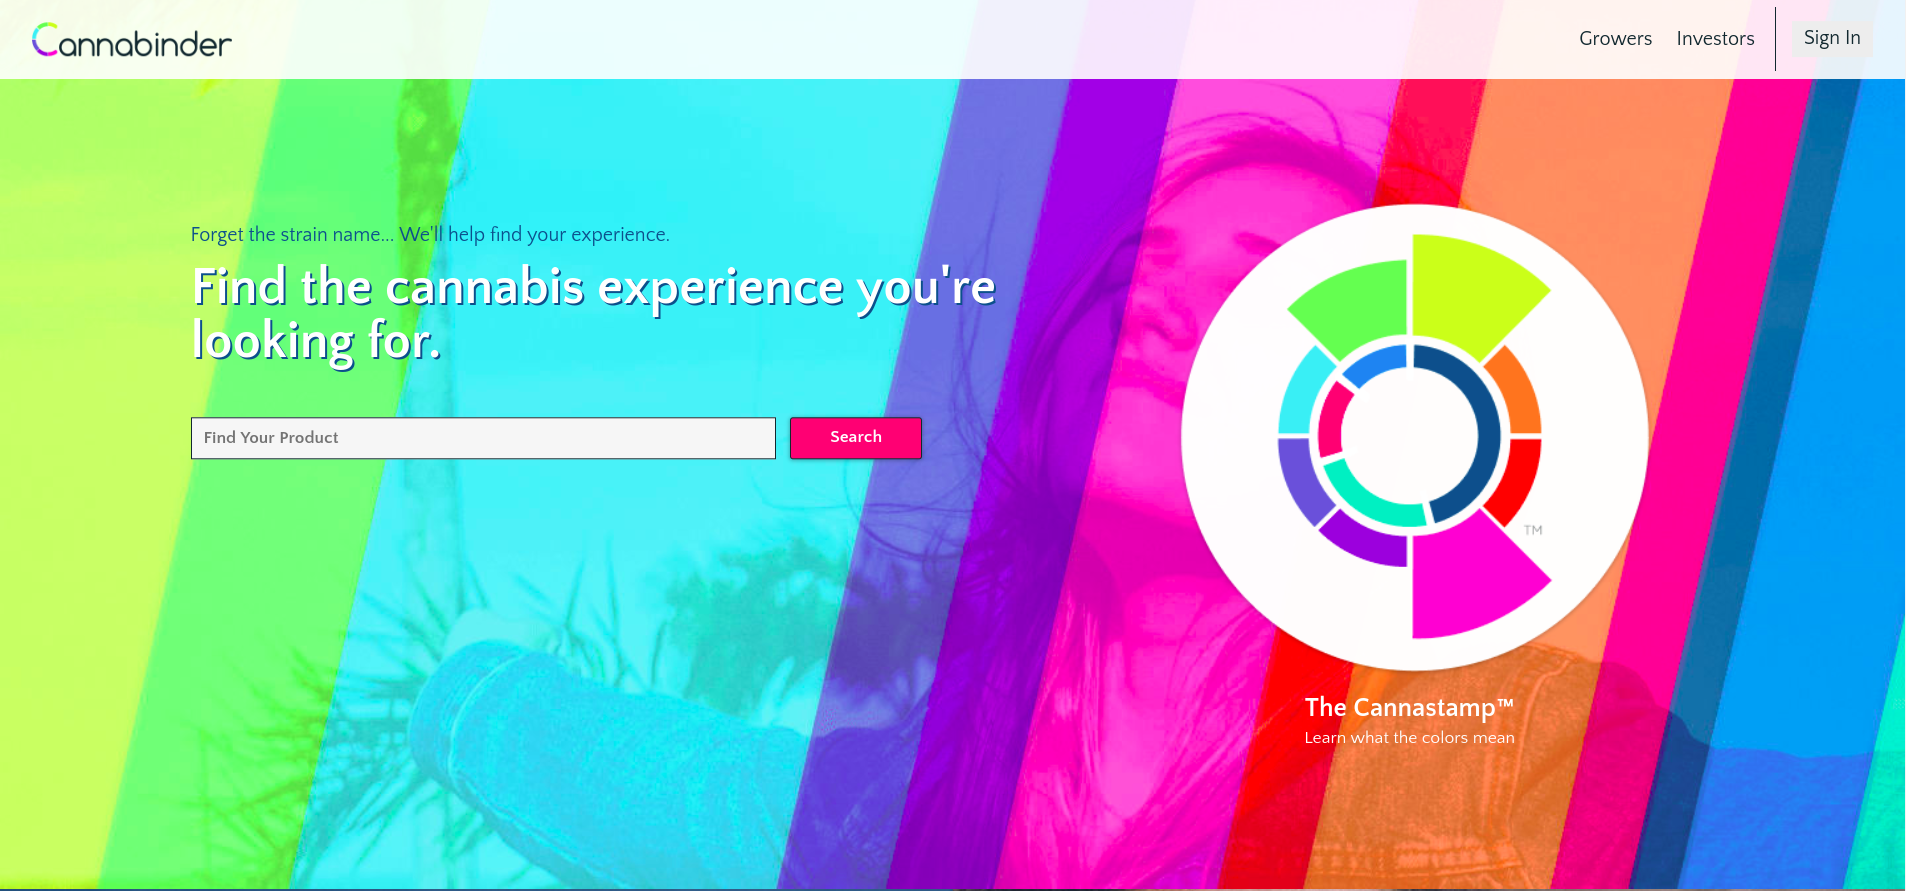 Cannabinder
Growers
Investors
Sign In
Forget the strain name... We'll help find your experience.
Find the cannabis experience you're
looking for.
Find Your Product
Search
TM
The Cannastamp™
Learn what the colors mean